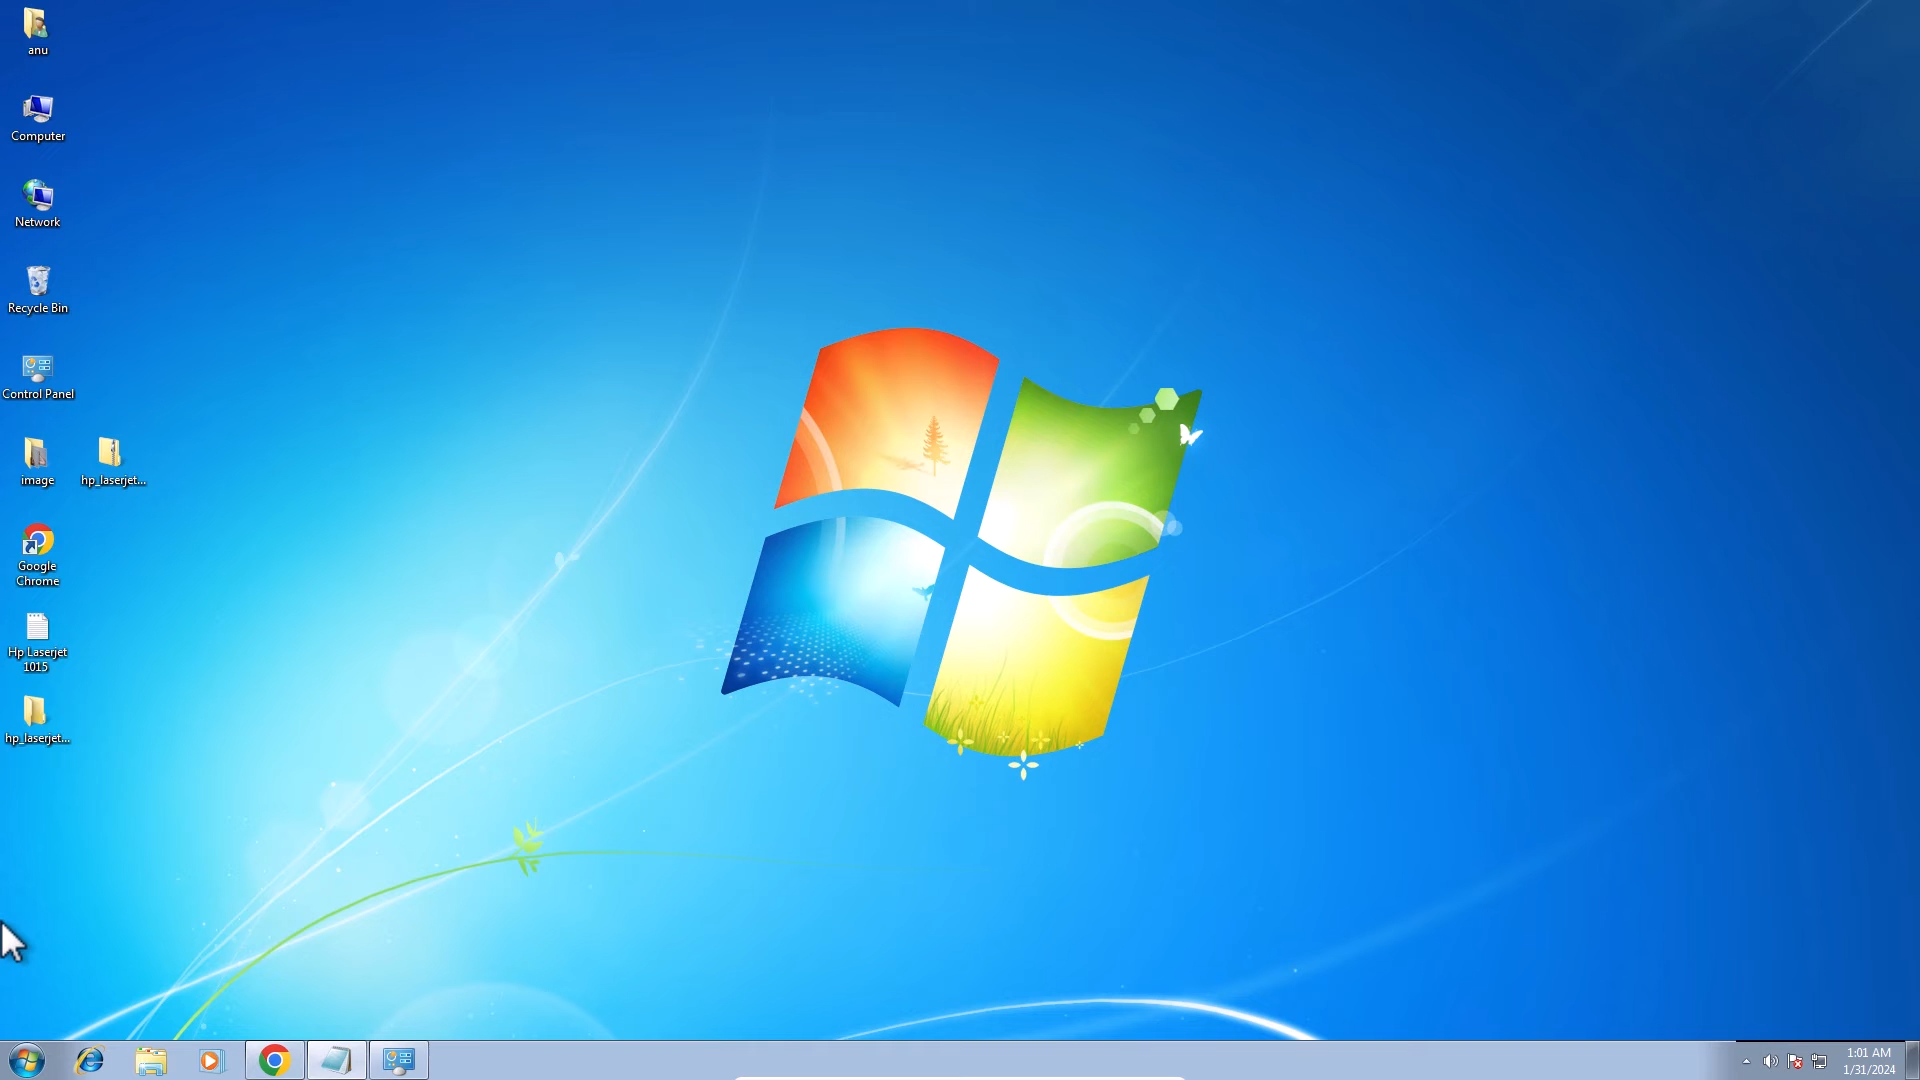 anu
Computer
Network
Recycle Bin
Control Panel
image
hp_laserjet...
Google
Chrome
Hp Laserjet
1015
hp_laserjet...
1:01 AM
1/31/2024